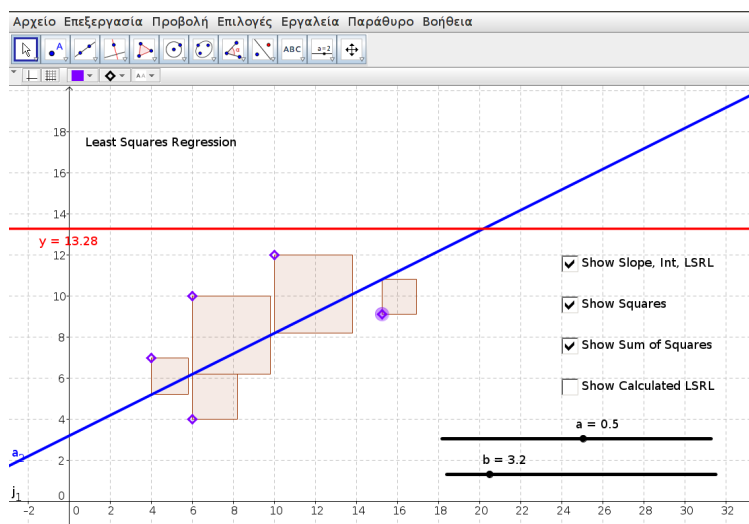 Αρχείο Επεξεργασία Προβολή Επιλογές Εργαλεία Παράθυρο Βοήθεια
A α ABC a=2
AA
18
Least Squares Regression
16
14
y = 13.28
12
Show Slope, Int, LSRL
10
Show Squares
8
Show Sum of Squares
6
Show Calculated LSRL
4
a = 0.5
a₂
2
b = 3.2
j₁
0
-2 0 2 4 6 8 10 12 14 16 18 20 22 24 26 28 30 32